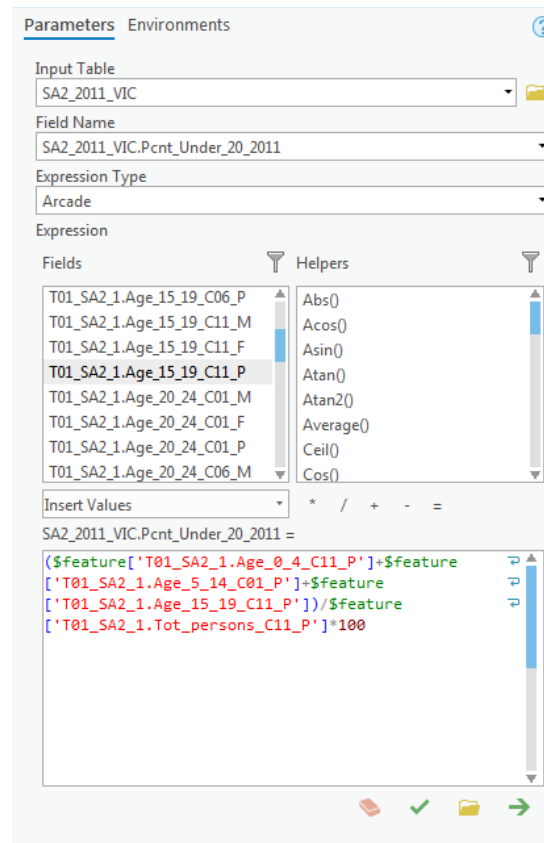 Parameters Environments
Input Table
SA2_2011_VIC
Field Name
SA2_2011_VIC.Pcnt_Under_20_2011
Expression Type
Arcade
Expression
Fields
Helpers
T01_SA2_1.Age_15_19_C06_P
T01_SA2_1.Age_15_19_C11_M
T01_SA2_1.Age_15_19_C11_F
T01_SA2_1.Age_15_19_C11_P
T01_SA2_1.Age_20_24_C01_M
T01_SA2_1.Age_20_24_C01_F
T01_SA2_1.Age_20_24_C01_P
T01_SA2_1.Age_20_24_C06_M
Abs()
Acos()
Asin()
Atan()
Atan2()
Average()
Ceil()
Cos()
Insert Values
* / + - =
SA2_2011_VIC.Pcnt_Under_20_2011 =
($feature['T01_SA2_1.Age_0_4_C11_P']+$feature
['T01_SA2_1.Age_5_14_C01_P']+$feature
['T01_SA2_1.Age_15_19_C11_P'])/$feature
['T01_SA2_1.Tot_persons_C11_P']*100